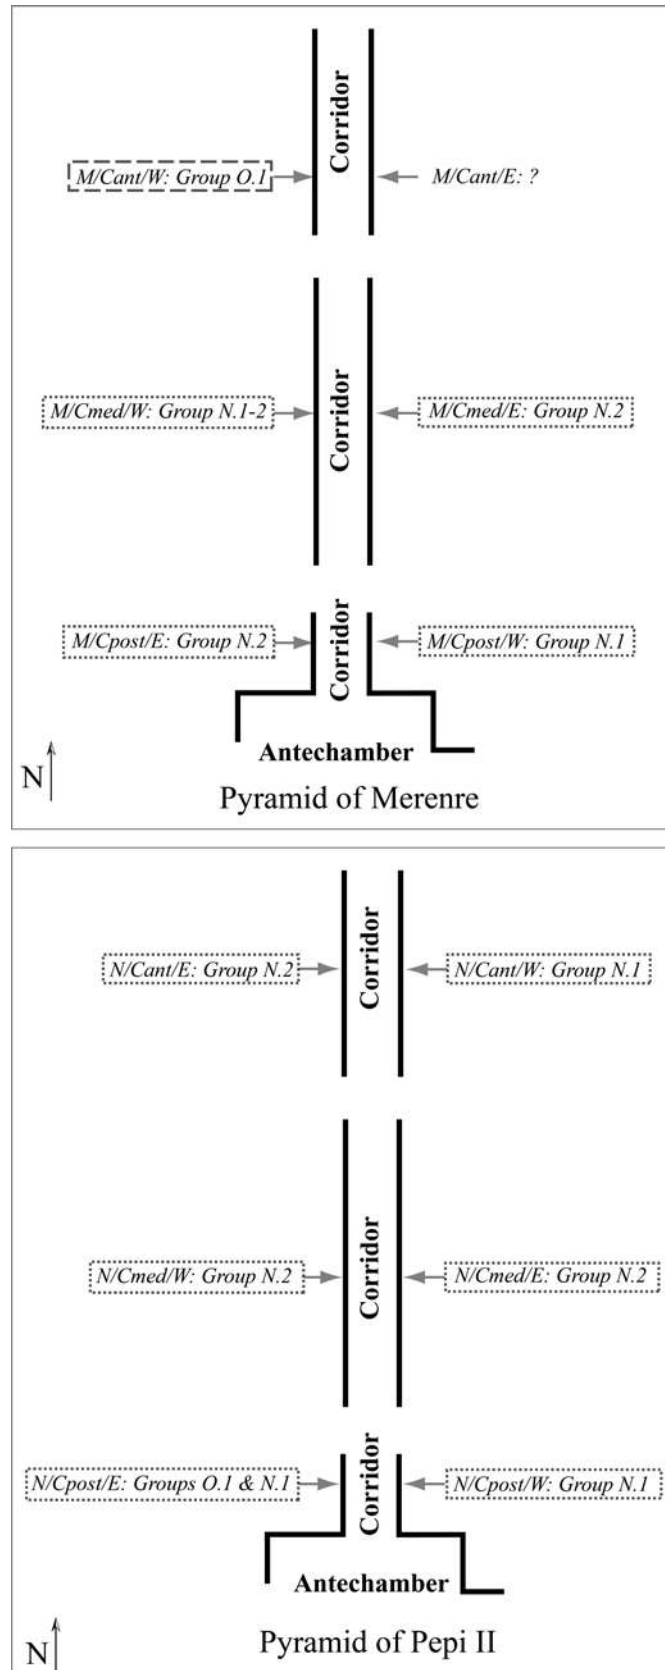 Corridor
M/Cant/W: Group O.1
M/Cant/E: ?
Corridor
M/Cmed/W: Group N.1-2
M/Cmed/E: Group N.2
Corridor
M/Cpost/E: Group N.2
M/Cpost/W: Group N.1
Antechamber
N
Pyramid of Merenre
Corridor
N/Cant/E: Group N.2
N/Cant/W: Group N.1
Corridor
N/Cmed/W: Group N.2
N/Cmed/E: Group N.2
Corridor
N/Cpost/E: Groups O.1 & N.1
N/Cpost/W: Group N.1
Antechamber
N
Pyramid of Pepi II